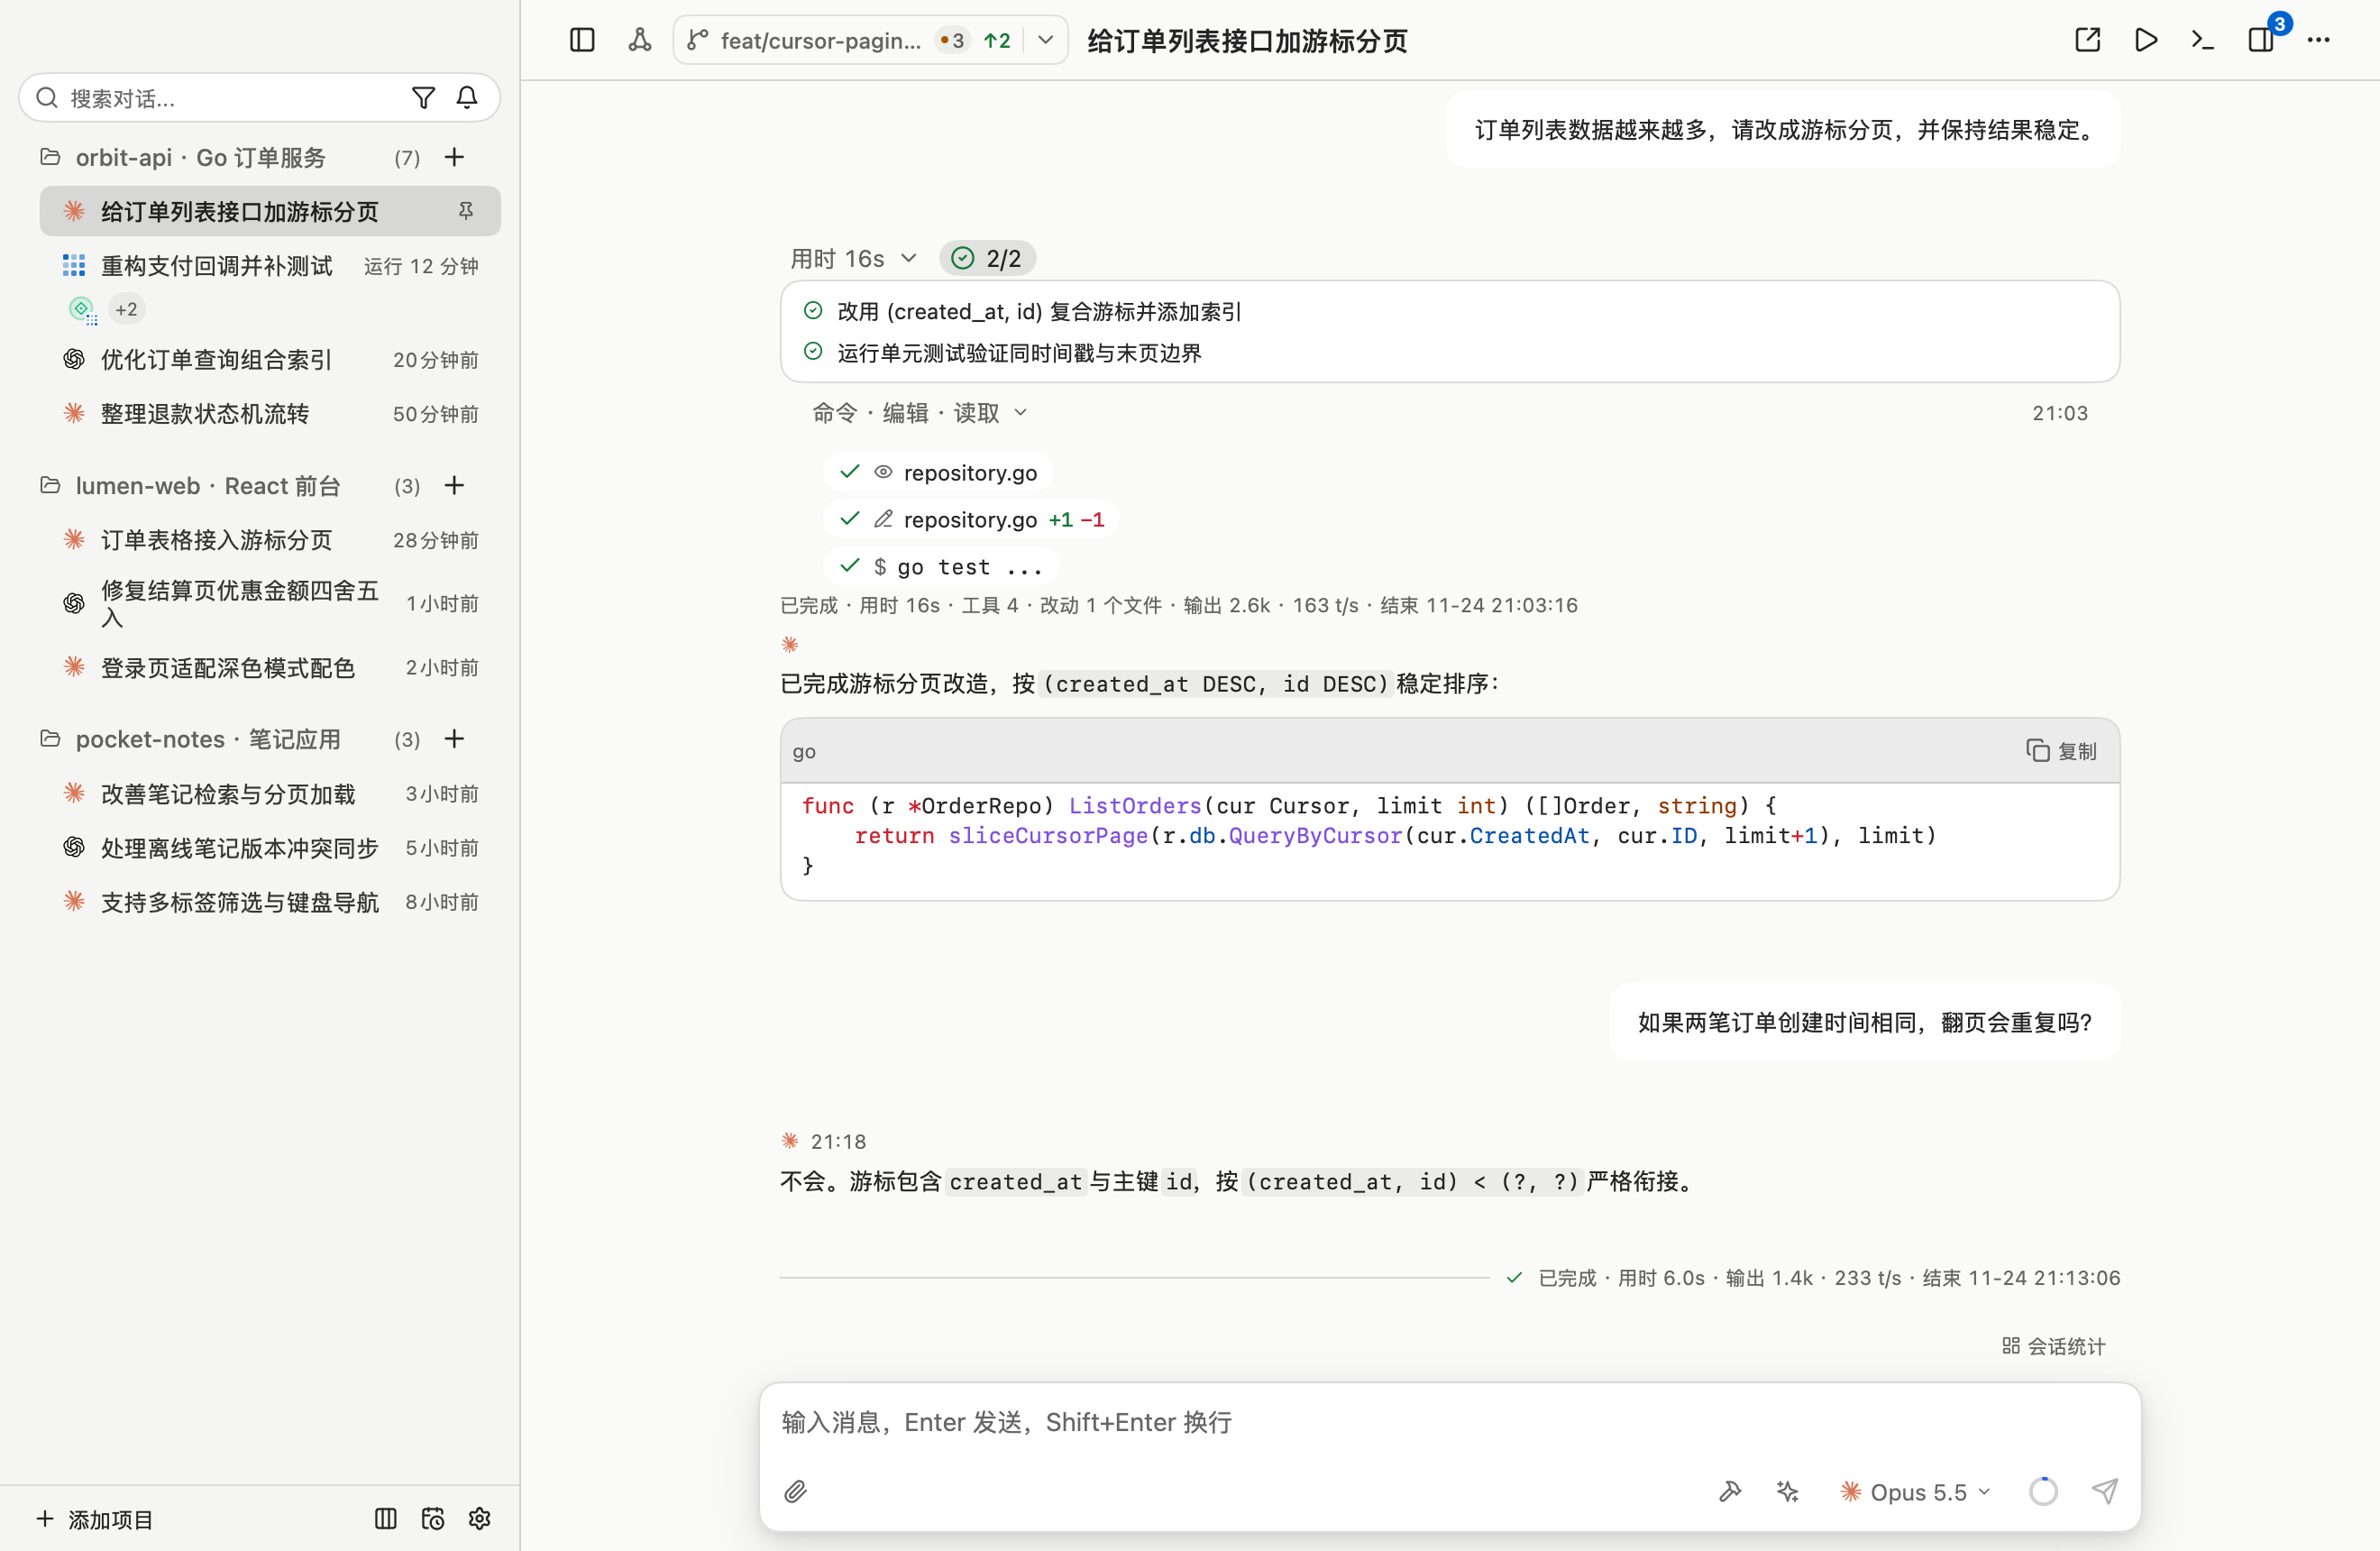 搜索对话...
orbit-api · Go 订单服务 (7)
给订单列表接口加游标分页
重构支付回调并补测试 运行 12 分钟
+2
优化订单查询组合索引 20分钟前
整理退款状态机流转 50分钟前
lumen-web · React 前台 (3)
订单表格接入游标分页 28分钟前
修复结算页优惠金额四舍五
入 1小时前
登录页适配深色模式配色 2小时前
pocket-notes · 笔记应用 (3)
改善笔记检索与分页加载 3小时前
处理离线笔记版本冲突同步 5小时前
支持多标签筛选与键盘导航 8小时前
添加项目
feat/cursor-pagin... 3 ↑2 给订单列表接口加游标分页 3
订单列表数据越来越多，请改成游标分页，并保持结果稳定。
用时 16s 2/2
改用 (created_at, id) 复合游标并添加索引
运行单元测试验证同时间戳与末页边界
命令 · 编辑 · 读取 21:03
repository.go
repository.go +1 −1
$ go test ...
已完成 · 用时 16s · 工具 4 · 改动 1 个文件 · 输出 2.6k · 163 t/s · 结束 11-24 21:03:16
已完成游标分页改造，按 (created_at DESC, id DESC) 稳定排序：
go 复制
func (r *OrderRepo) ListOrders(cur Cursor, limit int) ([]Order, string) {
    return sliceCursorPage(r.db.QueryByCursor(cur.CreatedAt, cur.ID, limit+1), limit)
}
如果两笔订单创建时间相同，翻页会重复吗？
21:18
不会。游标包含 created_at 与主键 id，按 (created_at, id) < (?, ?) 严格衔接。
已完成 · 用时 6.0s · 输出 1.4k · 233 t/s · 结束 11-24 21:13:06
会话统计
输入消息，Enter 发送，Shift+Enter 换行
Opus 5.5